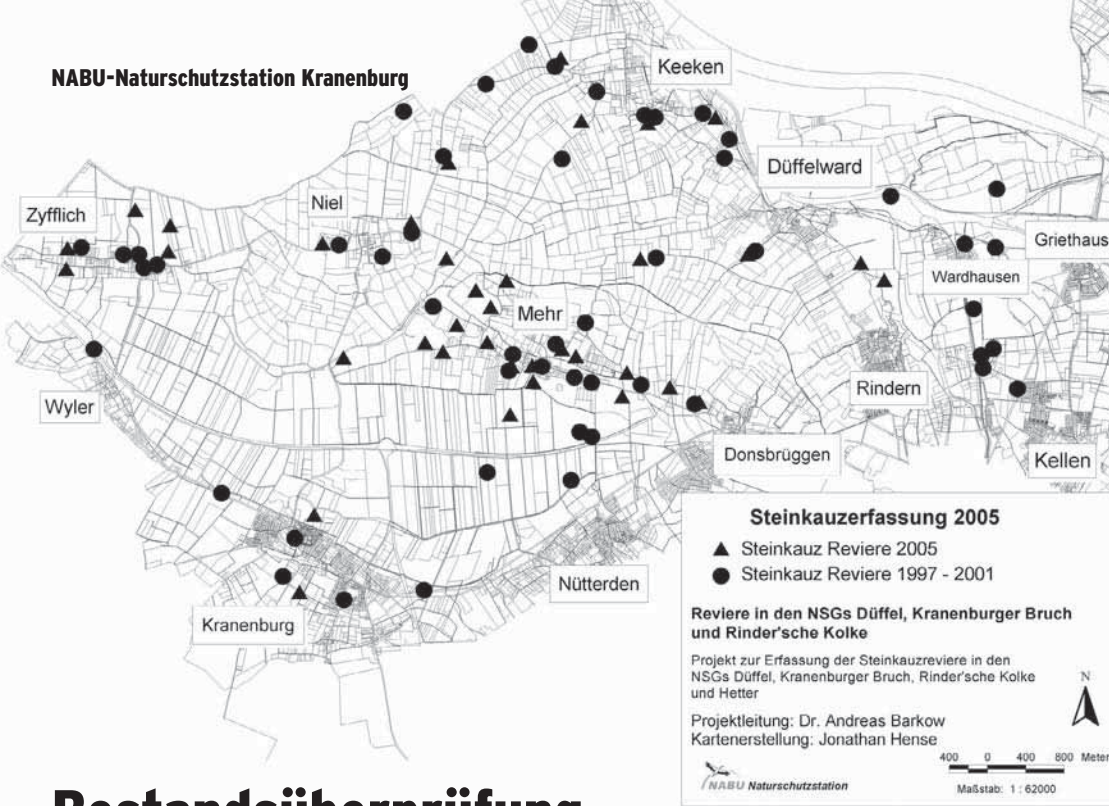 NABU-Naturschutzstation Kranenburg
Keeken
Düffelward
Zyfflich
Niel
Griethaus
Wardhausen
Mehr
Rindern
Wyler
Donsbrüggen
Kellen
Nütterden
Kranenburg
Steinkauzerfassung 2005
Steinkauz Reviere 2005
Steinkauz Reviere 1997 - 2001
Reviere in den NSGs Düffel, Kranenburger Bruch
und Rinder'sche Kolke
Projekt zur Erfassung der Steinkauzreviere in den
NSGs Düffel, Kranenburger Bruch, Rinder'sche Kolke
und Hetter
N
Projektleitung: Dr. Andreas Barkow
Kartenerstellung: Jonathan Hense
400 0 400 800 Meter
NABU Naturschutzstation
Maßstab: 1 : 62000
Bestandsüberprüfung